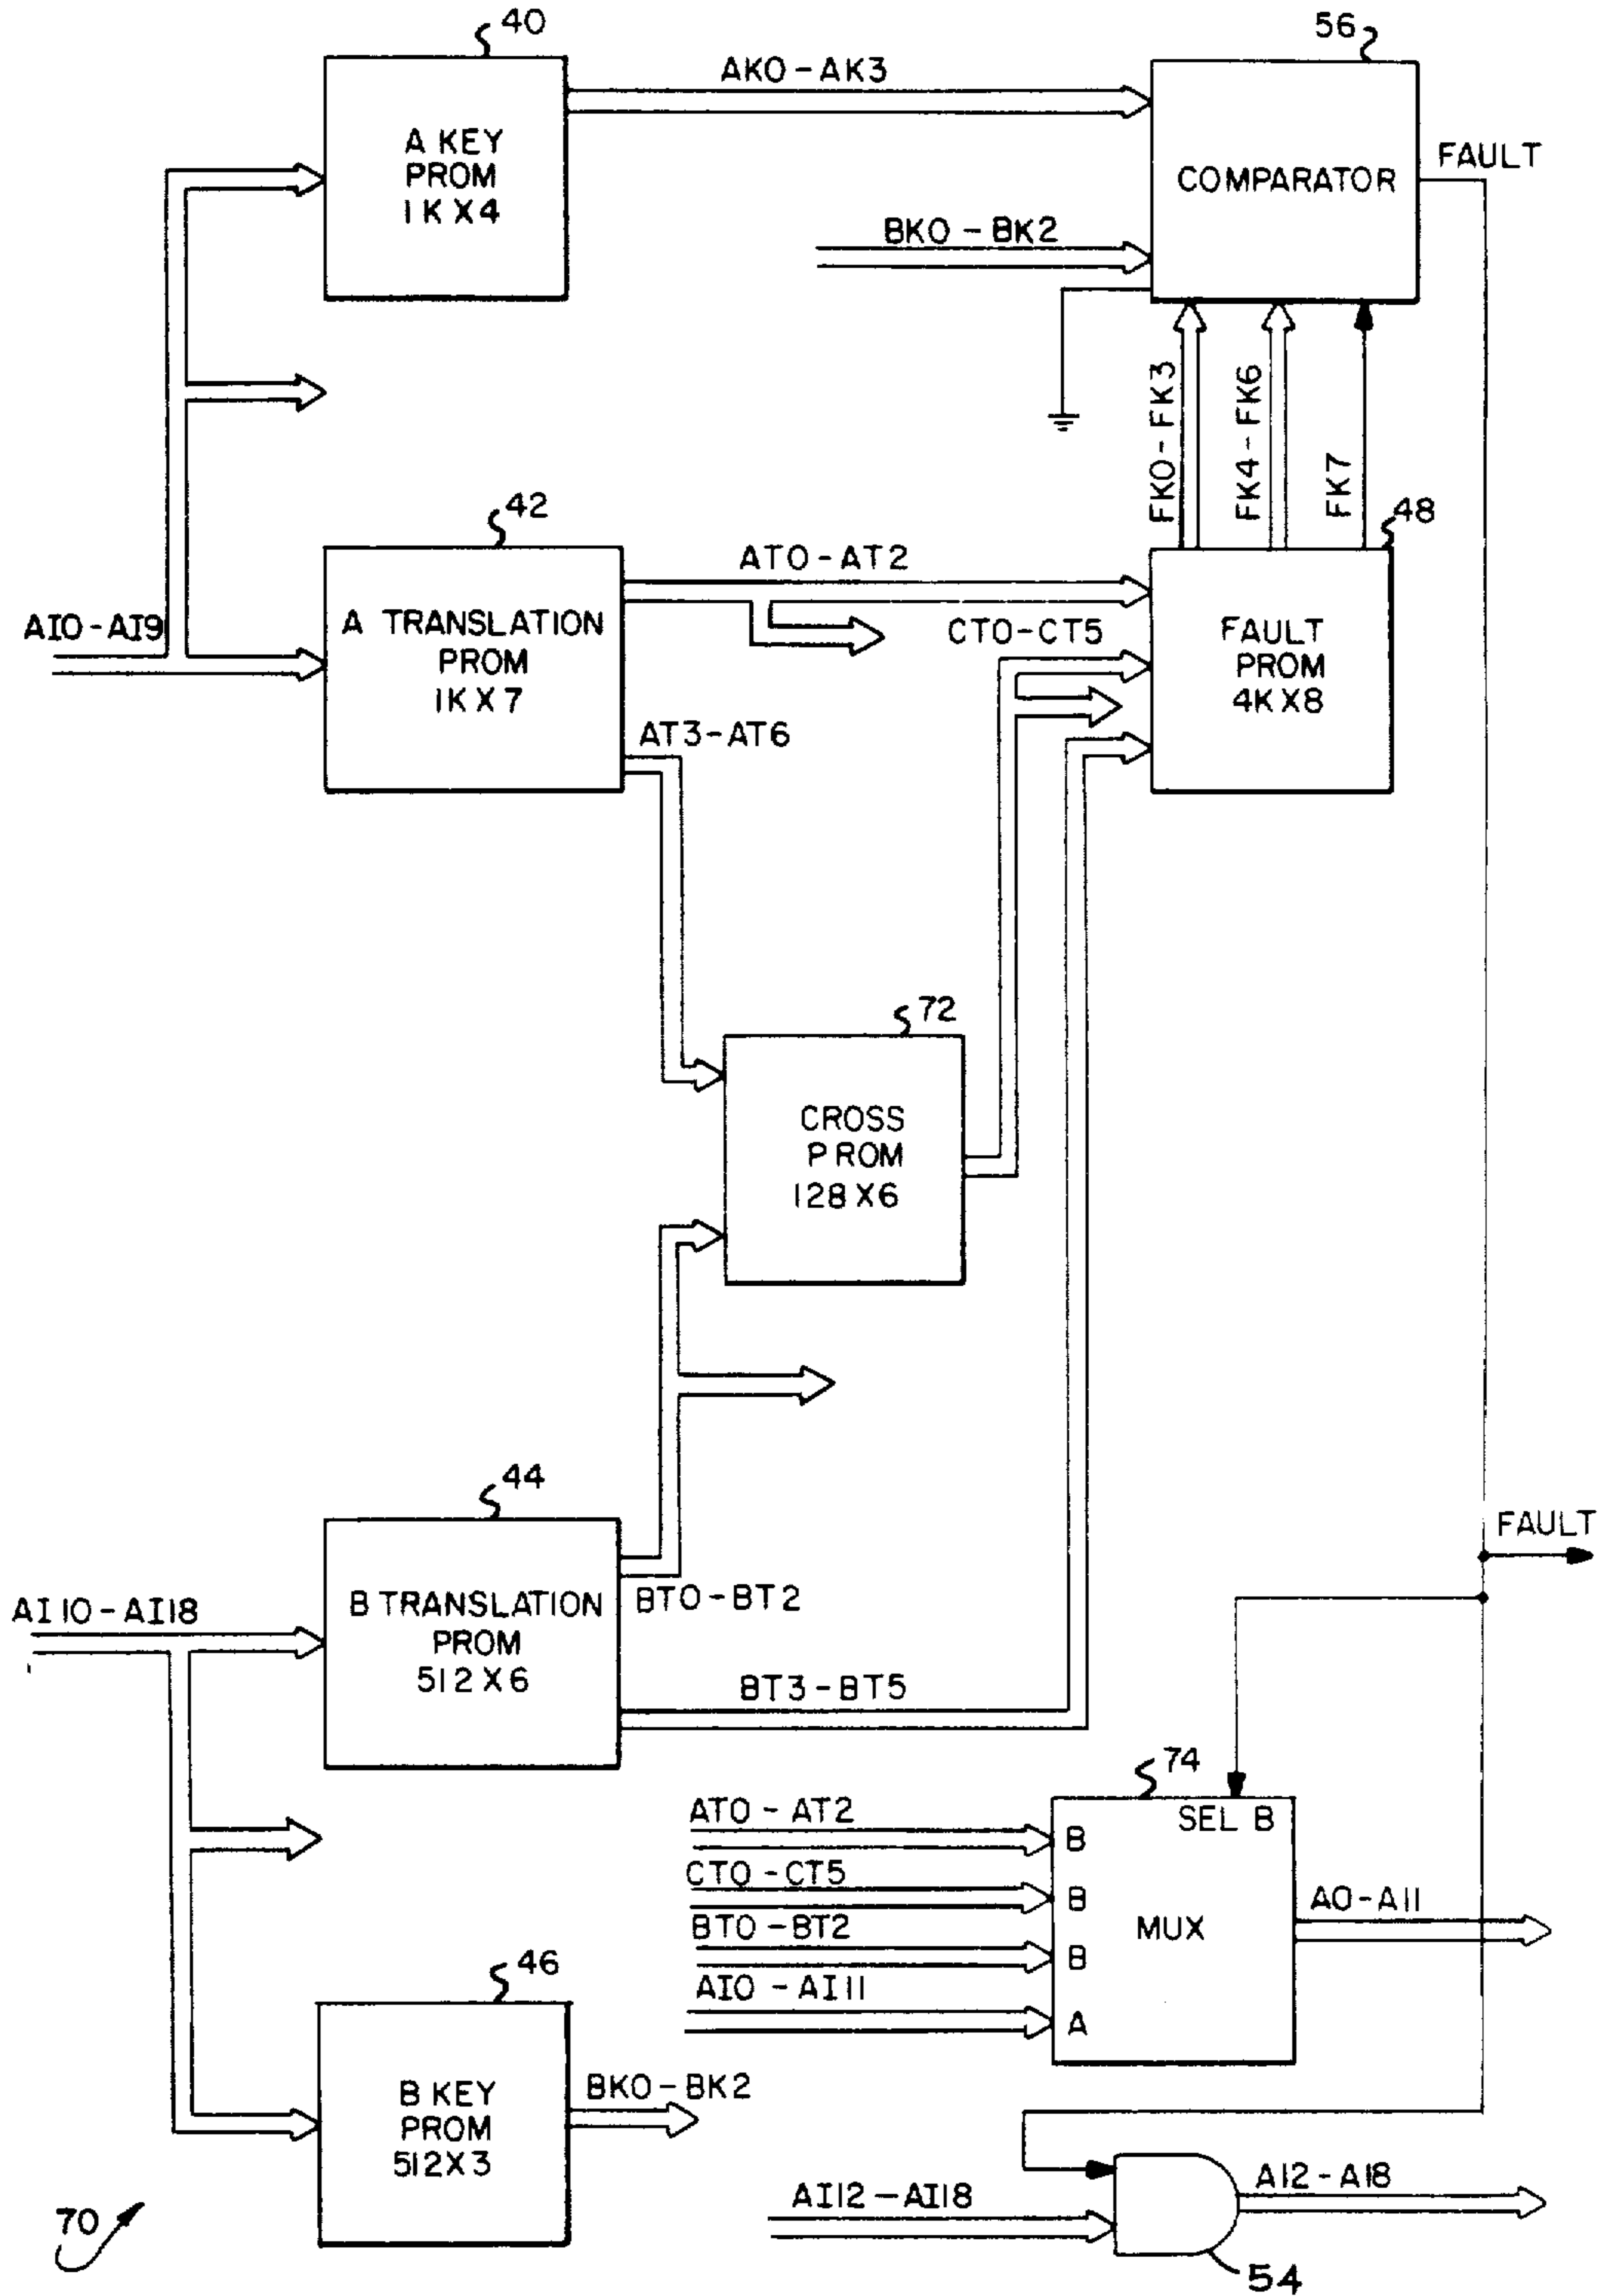 40
56
AK0-AK3
A KEY
PROM
1K X4
COMPARATOR
FAULT
BK0-BK2
FK0-FK3
FK4-FK6
FK7
42
48
AT0-AT2
AI0-AI9
A TRANSLATION
PROM
1K X 7
CT0-CT5
FAULT
PROM
4K X8
AT3-AT6
72
CROSS
PROM
128 X6
44
FAULT
AI10-AI18
B TRANSLATION
PROM
512 X 6
BT0-BT2
BT3-BT5
74
SEL B
AT0-AT2
B
CT0-CT5
B
MUX
A0-A11
BT0-BT2
B
AI0-AI11
A
46
B KEY
PROM
512X3
BK0-BK2
AI12-AI18
A12-A18
70
54